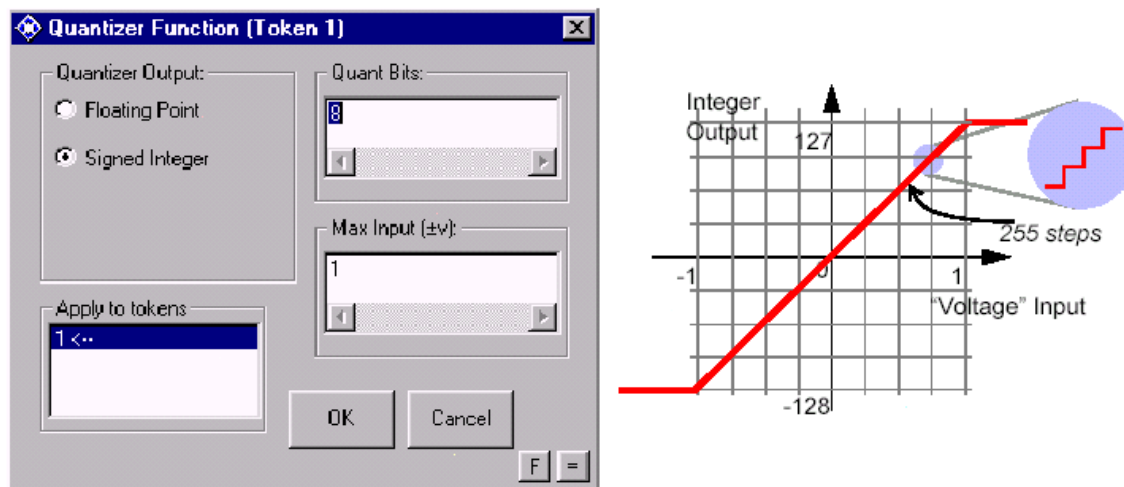 Quantizer Function (Token 1)
Quantizer Output:
Floating Point
Signed Integer
Quant Bits:
8
Max Input (±v):
1
Apply to tokens
1 <--
OK
Cancel
F
=
Integer
Output
127
255 steps
-1
0
1
"Voltage" Input
-128